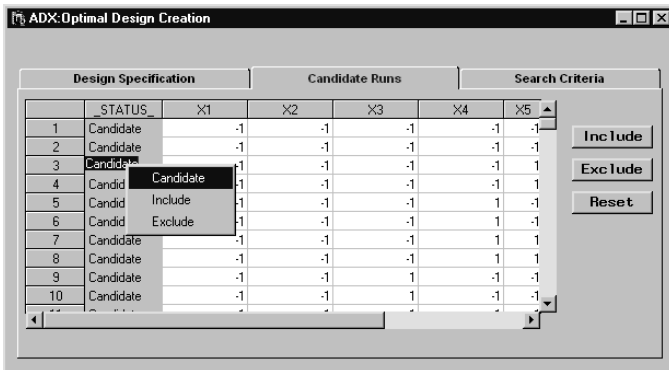 ADX:Optimal Design Creation
Design Specification Candidate Runs Search Criteria
_STATUS_ X1 X2 X3 X4 X5
1 Candidate -1 -1 -1 -1 -1
2 Candidate -1 -1 -1 -1 -1
3 Candidate -1 -1 -1 -1 1
4 Candid -1 -1 -1 -1 1
5 Candid -1 -1 -1 1 -1
6 Candid -1 -1 -1 1 -1
7 Candidate -1 -1 -1 1 1
8 Candidate -1 -1 -1 1 1
9 Candidate -1 -1 1 -1 -1
10 Candidate -1 -1 1 -1 -1
Candidate
Include
Exclude
Include
Exclude
Reset